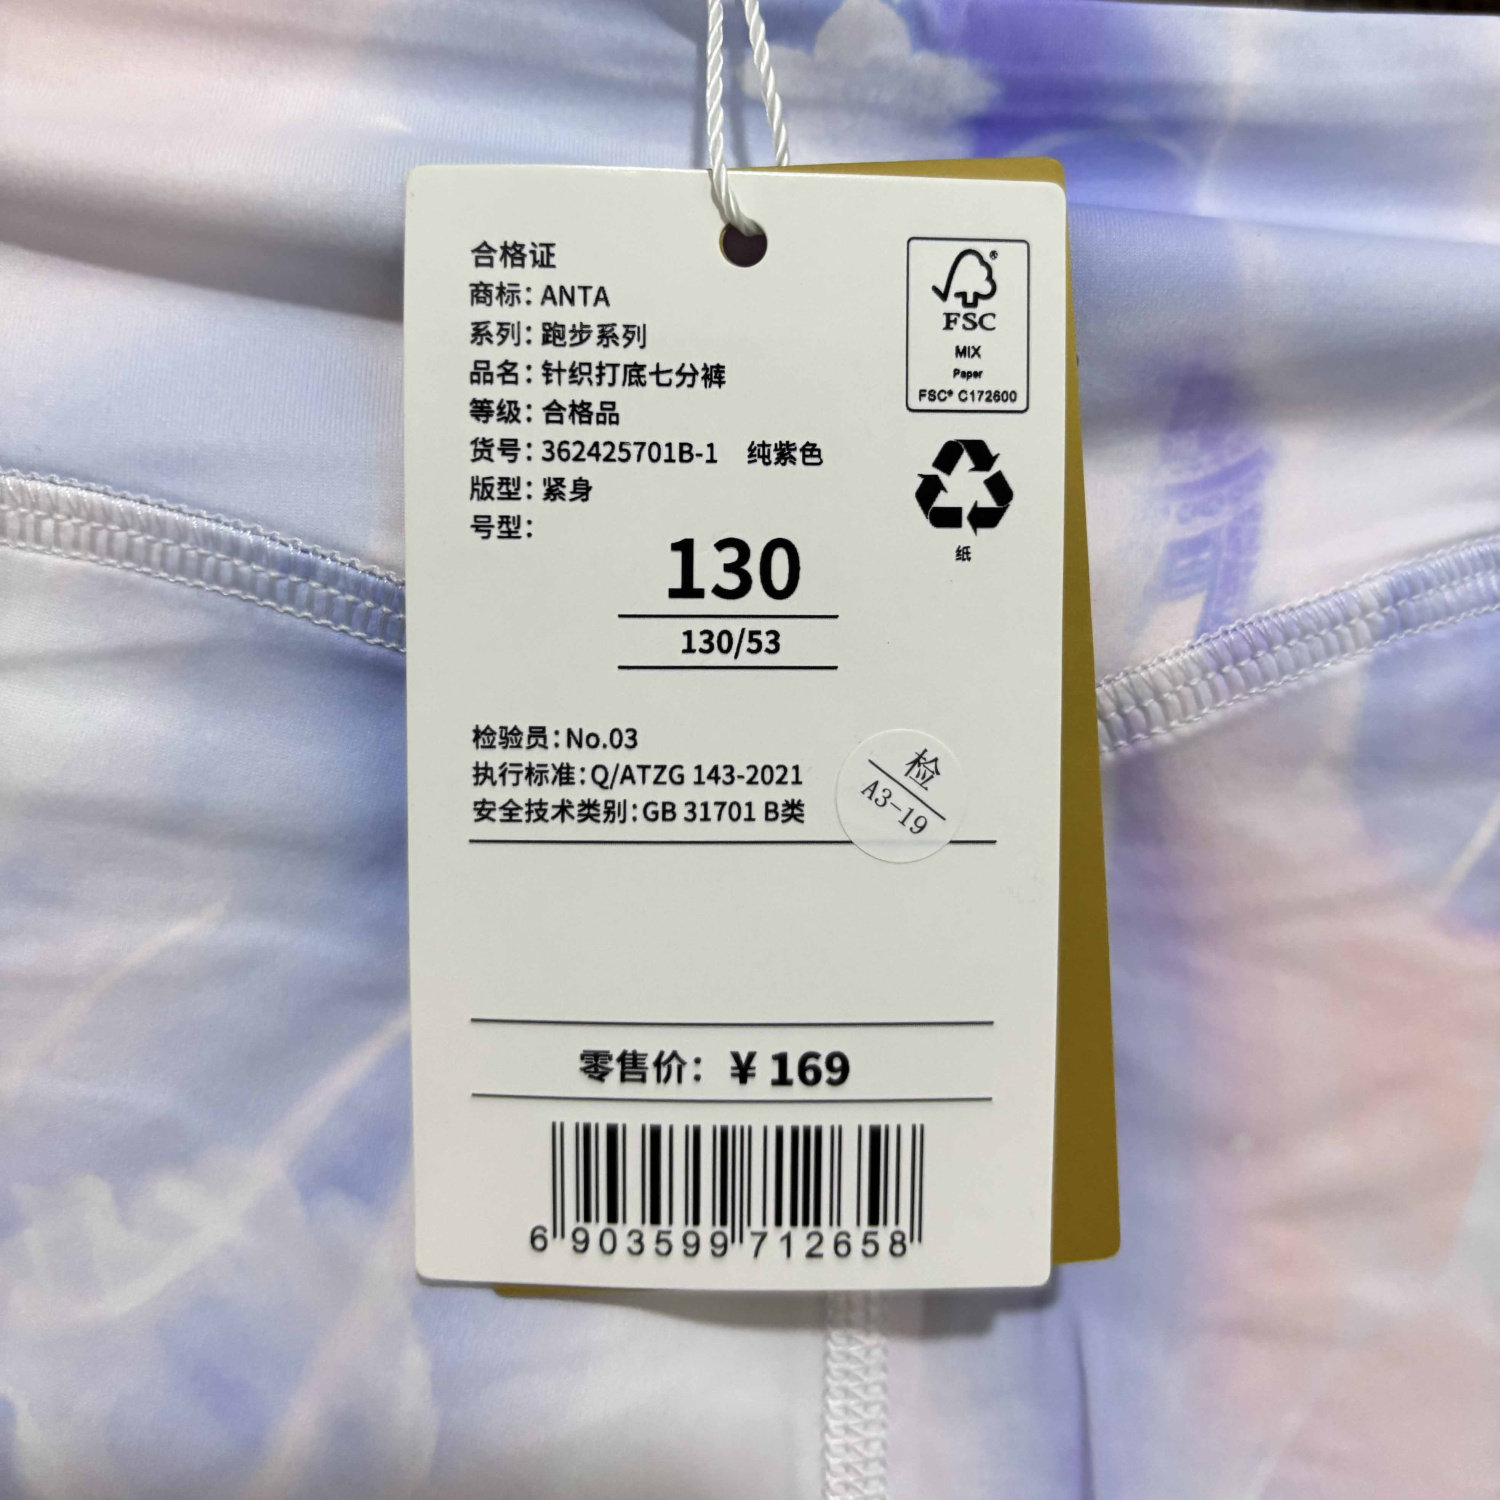 合格证
商标：ANTA
系列：跑步系列
品名：针织打底七分裤
等级：合格品
货号：362425701B-1 纯紫色
版型：紧身
号型：
130
130/53
FSC®
MIX
Paper
FSC® C172600
纸
检验员：No.03
执行标准：Q/ATZG 143-2021
安全技术类别：GB 31701 B类
检
A3-19
零售价：￥169
6 903599 712658